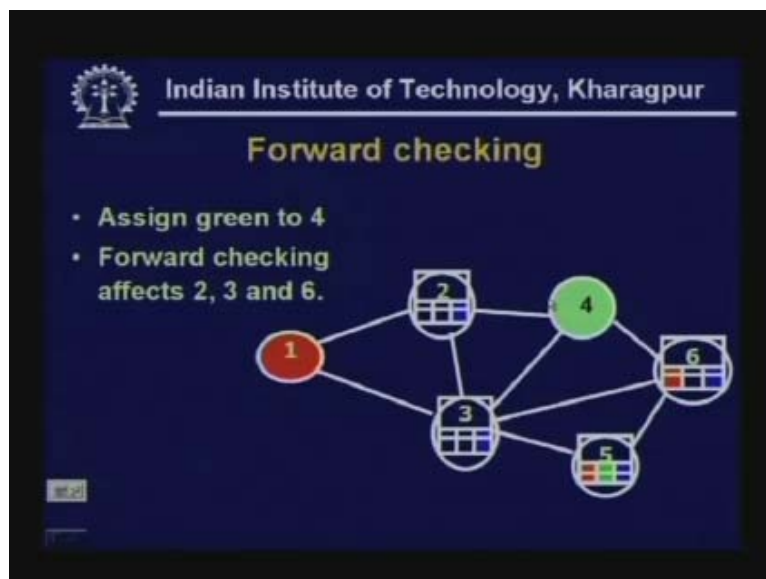 Indian Institute of Technology, Kharagpur
Forward checking
• Assign green to 4
• Forward checking
affects 2, 3 and 6.
2
4
1
6
3
5